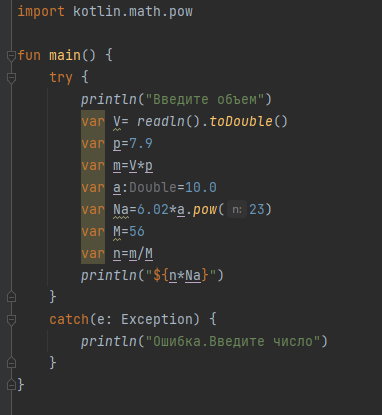 import kotlin.math.pow
fun main() {
try {
println("Введите объем")
var V= readln().toDouble()
var p=7.9
var m=V*p
var a:Double=10.0
var Na=6.02*a.pow( n: 23)
var M=56
var n=m/M
println("${n*Na}")
}
catch(e: Exception) {
println("Ошибка.Введите число")
}
}